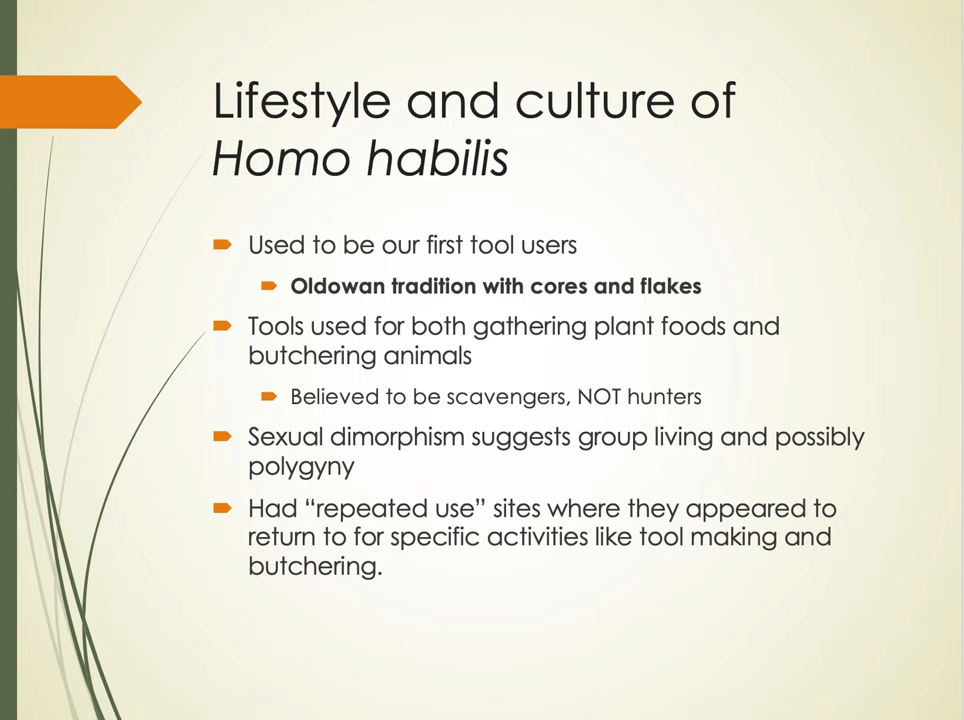 Lifestyle and culture of
Homo habilis
Used to be our first tool users
Oldowan tradition with cores and flakes
Tools used for both gathering plant foods and
butchering animals
Believed to be scavengers, NOT hunters
Sexual dimorphism suggests group living and possibly
polygyny
Had “repeated use” sites where they appeared to
return to for specific activities like tool making and
butchering.